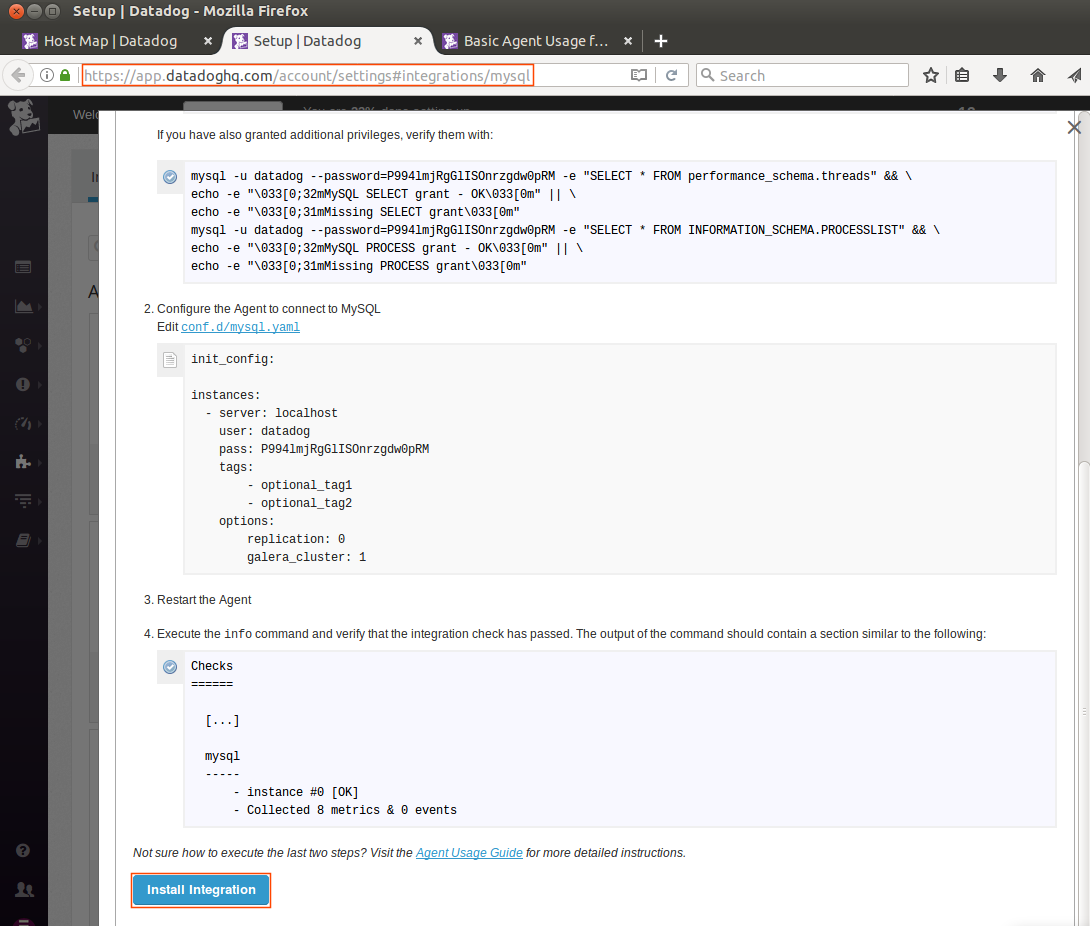 Setup | Datadog - Mozilla Firefox
Host Map | Datadog
Setup | Datadog
Basic Agent Usage f...
https://app.datadoghq.com/account/settings#integrations/mysql
Search
If you have also granted additional privileges, verify them with:
mysql -u datadog --password=P994lmjRgGlISOnrzgdw0pRM -e "SELECT * FROM performance_schema.threads" && \
echo -e "\033[0;32mMySQL SELECT grant - OK\033[0m" || \
echo -e "\033[0;31mMissing SELECT grant\033[0m"
mysql -u datadog --password=P994lmjRgGlISOnrzgdw0pRM -e "SELECT * FROM INFORMATION_SCHEMA.PROCESSLIST" && \
echo -e "\033[0;32mMySQL PROCESS grant - OK\033[0m" || \
echo -e "\033[0;31mMissing PROCESS grant\033[0m"
2. Configure the Agent to connect to MySQL
Edit conf.d/mysql.yaml
init_config:
instances:
- server: localhost
user: datadog
pass: P994lmjRgGlISOnrzgdw0pRM
tags:
- optional_tag1
- optional_tag2
options:
replication: 0
galera_cluster: 1
3. Restart the Agent
4. Execute the info command and verify that the integration check has passed. The output of the command should contain a section similar to the following:
Checks
======
[...]
mysql
-----
- instance #0 [OK]
- Collected 8 metrics & 0 events
Not sure how to execute the last two steps? Visit the Agent Usage Guide for more detailed instructions.
Install Integration